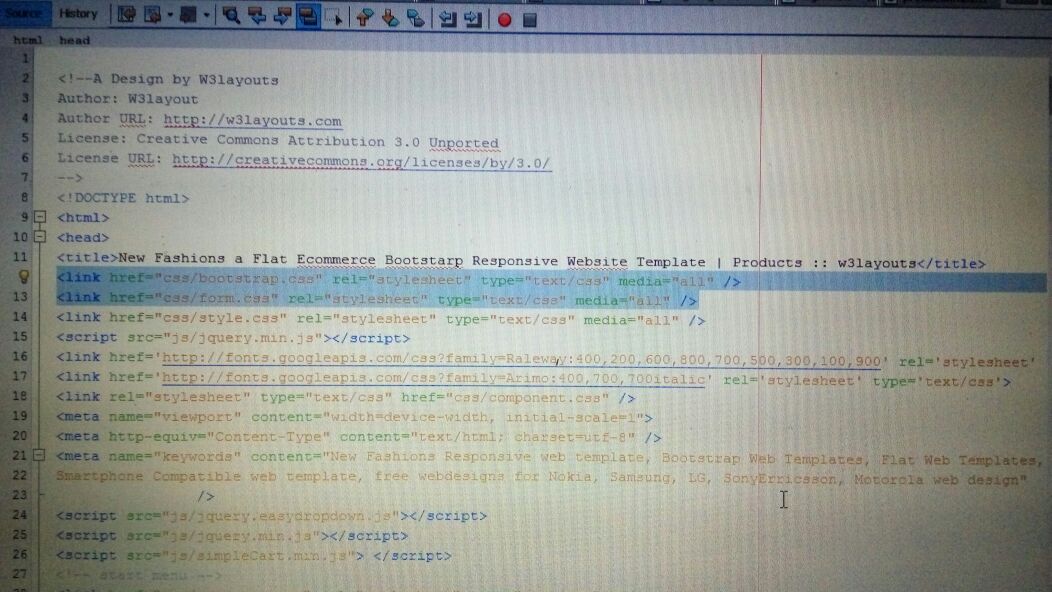 Source History
html head
1
2 <!--A Design by W3layouts
3 Author: W3layout
4 Author URL: http://w3layouts.com
5 License: Creative Commons Attribution 3.0 Unported
6 License URL: http://creativecommons.org/licenses/by/3.0/
7 -->
8 <!DOCTYPE html>
9 <html>
10 <head>
11 <title>New Fashions a Flat Ecommerce Bootstarp Responsive Website Template | Products :: w3layouts</title>
<link href="css/bootstrap.css" rel="stylesheet" type="text/css" media="all" />
13 <link href="css/form.css" rel="stylesheet" type="text/css" media="all" />
14 <link href="css/style.css" rel="stylesheet" type="text/css" media="all" />
15 <script src="js/jquery.min.js"></script>
16 <link href='http://fonts.googleapis.com/css?family=Raleway:400,200,600,800,700,500,300,100,900' rel='stylesheet'
17 <link href='http://fonts.googleapis.com/css?family=Arimo:400,700,700italic' rel='stylesheet' type='text/css'>
18 <link rel="stylesheet" type="text/css" href="css/component.css" />
19 <meta name="viewport" content="width=device-width, initial-scale=1">
20 <meta http-equiv="Content-Type" content="text/html; charset=utf-8" />
21 <meta name="keywords" content="New Fashions Responsive web template, Bootstrap Web Templates, Flat Web Templates,
22 Smartphone Compatible web template, free webdesigns for Nokia, Samsung, LG, SonyErricsson, Motorola web design"
23 />
24 <script src="js/jquery.easydropdown.js"></script>
25 <script src="js/jquery.min.js"></script>
26 <script src="js/simpleCart.min.js"> </script>
27 <!-- start menu -->